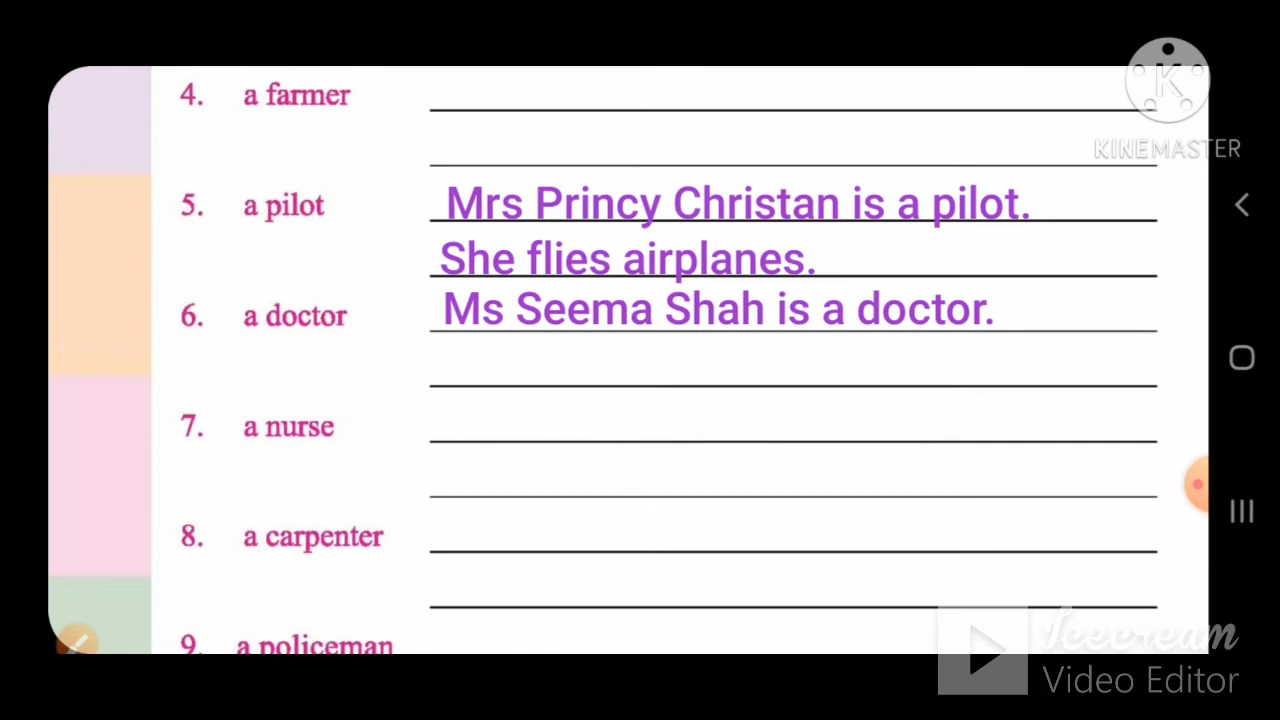 4. a farmer
KINEMASTER
5. a pilot Mrs Princy Christan is a pilot.
She flies airplanes.
6. a doctor Ms Seema Shah is a doctor.
7. a nurse
8. a carpenter
9. a policeman
Icecream
Video Editor